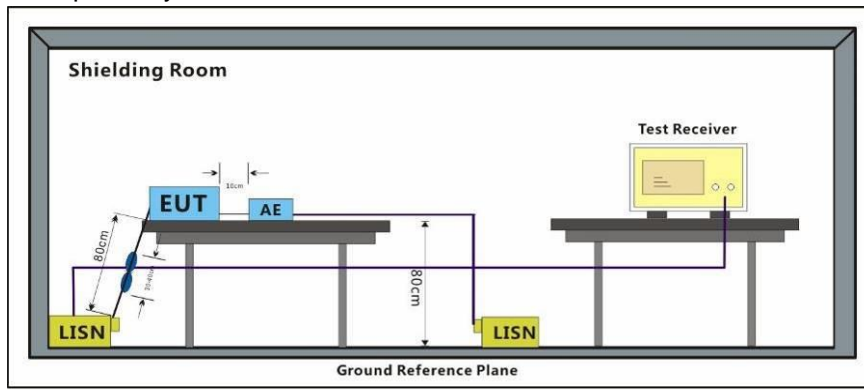 Shielding Room
Test Receiver
10cm
EUT
AE
80cm
80cm
LISN
LISN
Ground Reference Plane